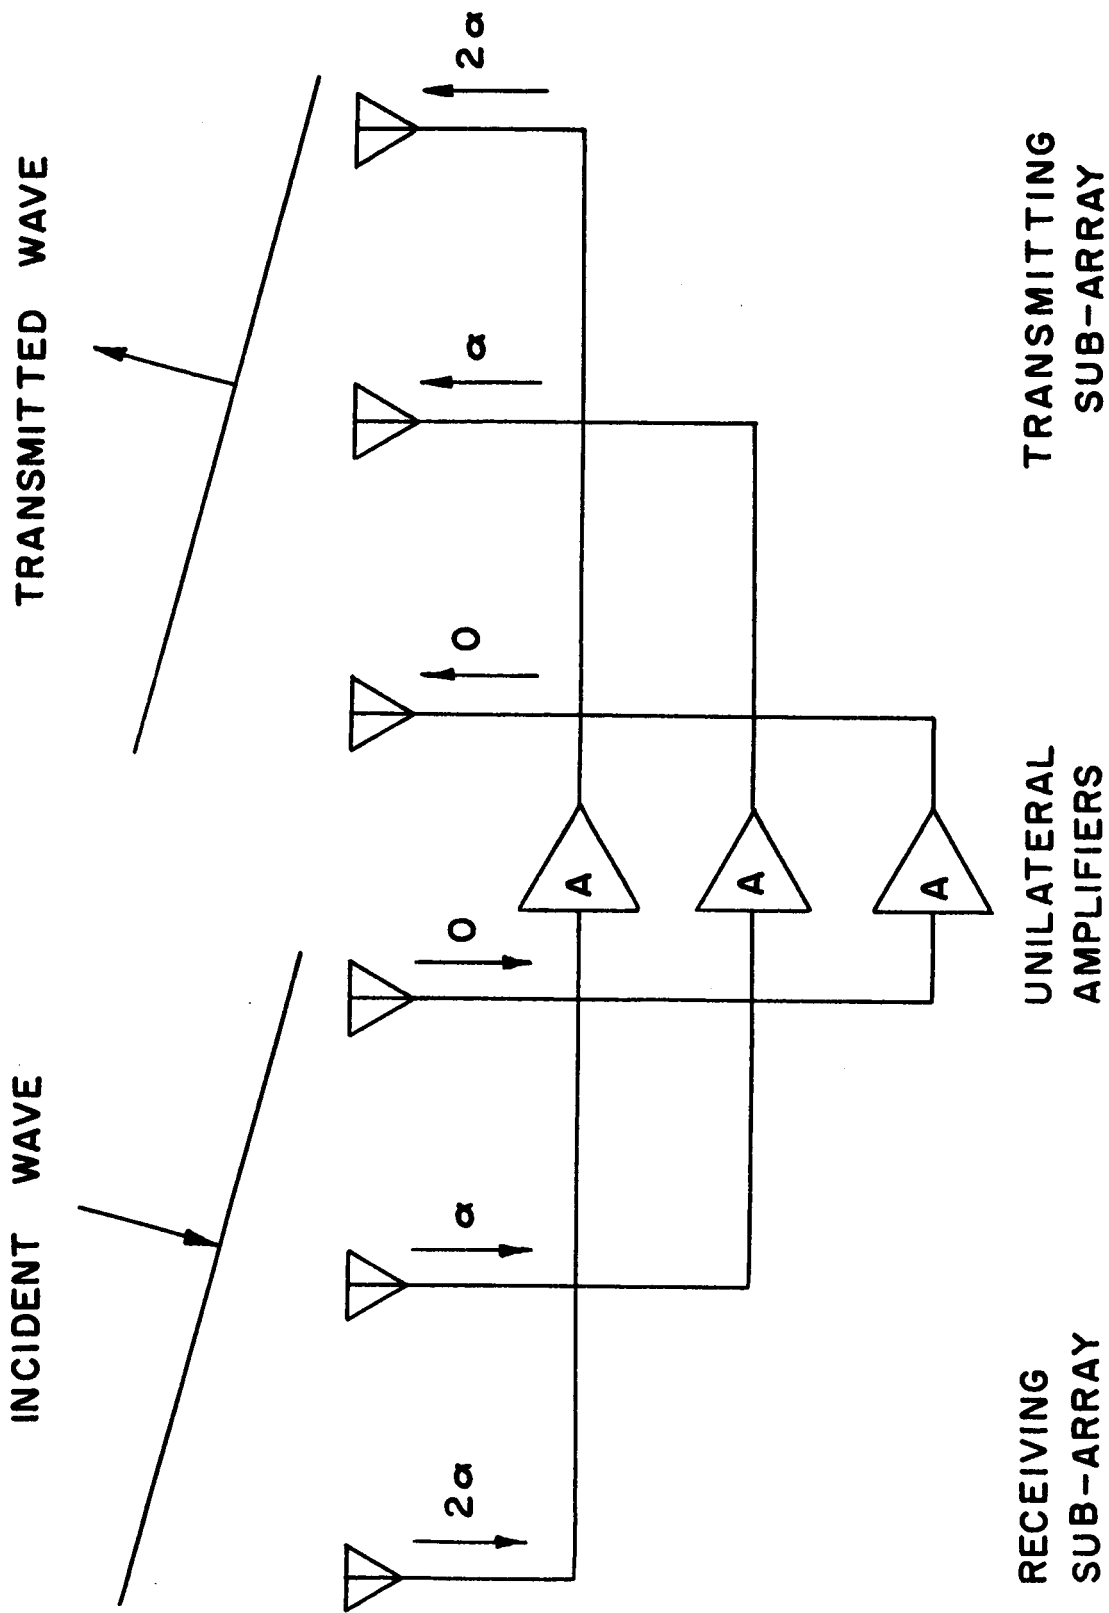 INCIDENT WAVE
TRANSMITTED WAVE
2α
α
0
0
α
2α
A
A
A
RECEIVING
SUB-ARRAY
UNILATERAL
AMPLIFIERS
TRANSMITTING
SUB-ARRAY